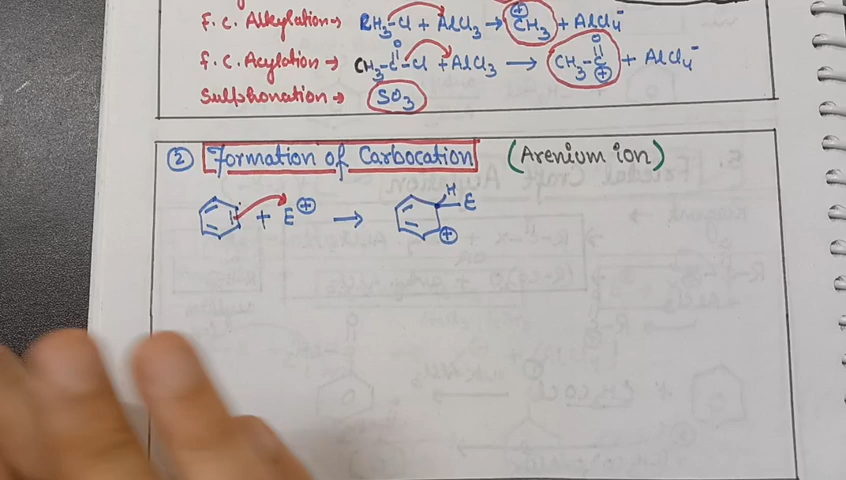 F.C. Alkylation → CH3-Cl + AlCl3 → ⊕CH3 + AlCl4⁻
O O
F.C. Acylation → CH3-C-Cl + AlCl3 → CH3-C⊕ + AlCl4⁻
Sulphonation → SO3
② Formation of Carbocation (Arenium ion)
+ E⊕ → H E ⊕